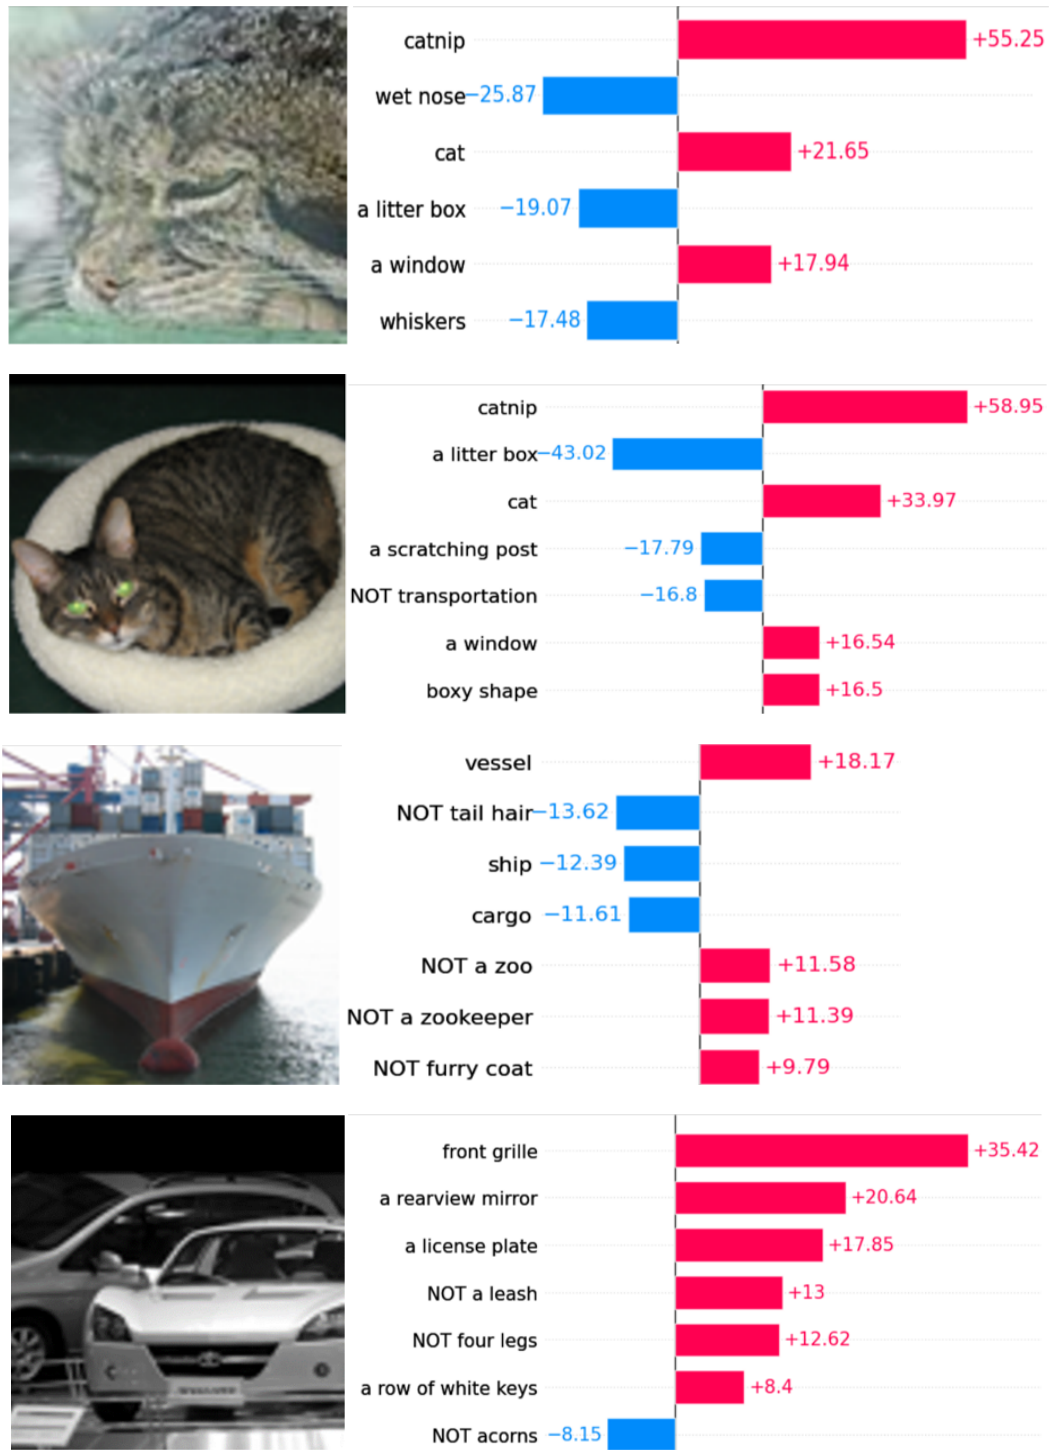 catnip +55.25
wet nose −25.87
cat +21.65
a litter box −19.07
a window +17.94
whiskers −17.48
catnip +58.95
a litter box −43.02
cat +33.97
a scratching post −17.79
NOT transportation −16.8
a window +16.54
boxy shape +16.5
vessel +18.17
NOT tail hair −13.62
ship −12.39
cargo −11.61
NOT a zoo +11.58
NOT a zookeeper +11.39
NOT furry coat +9.79
front grille +35.42
a rearview mirror +20.64
a license plate +17.85
NOT a leash +13
NOT four legs +12.62
a row of white keys +8.4
NOT acorns −8.15